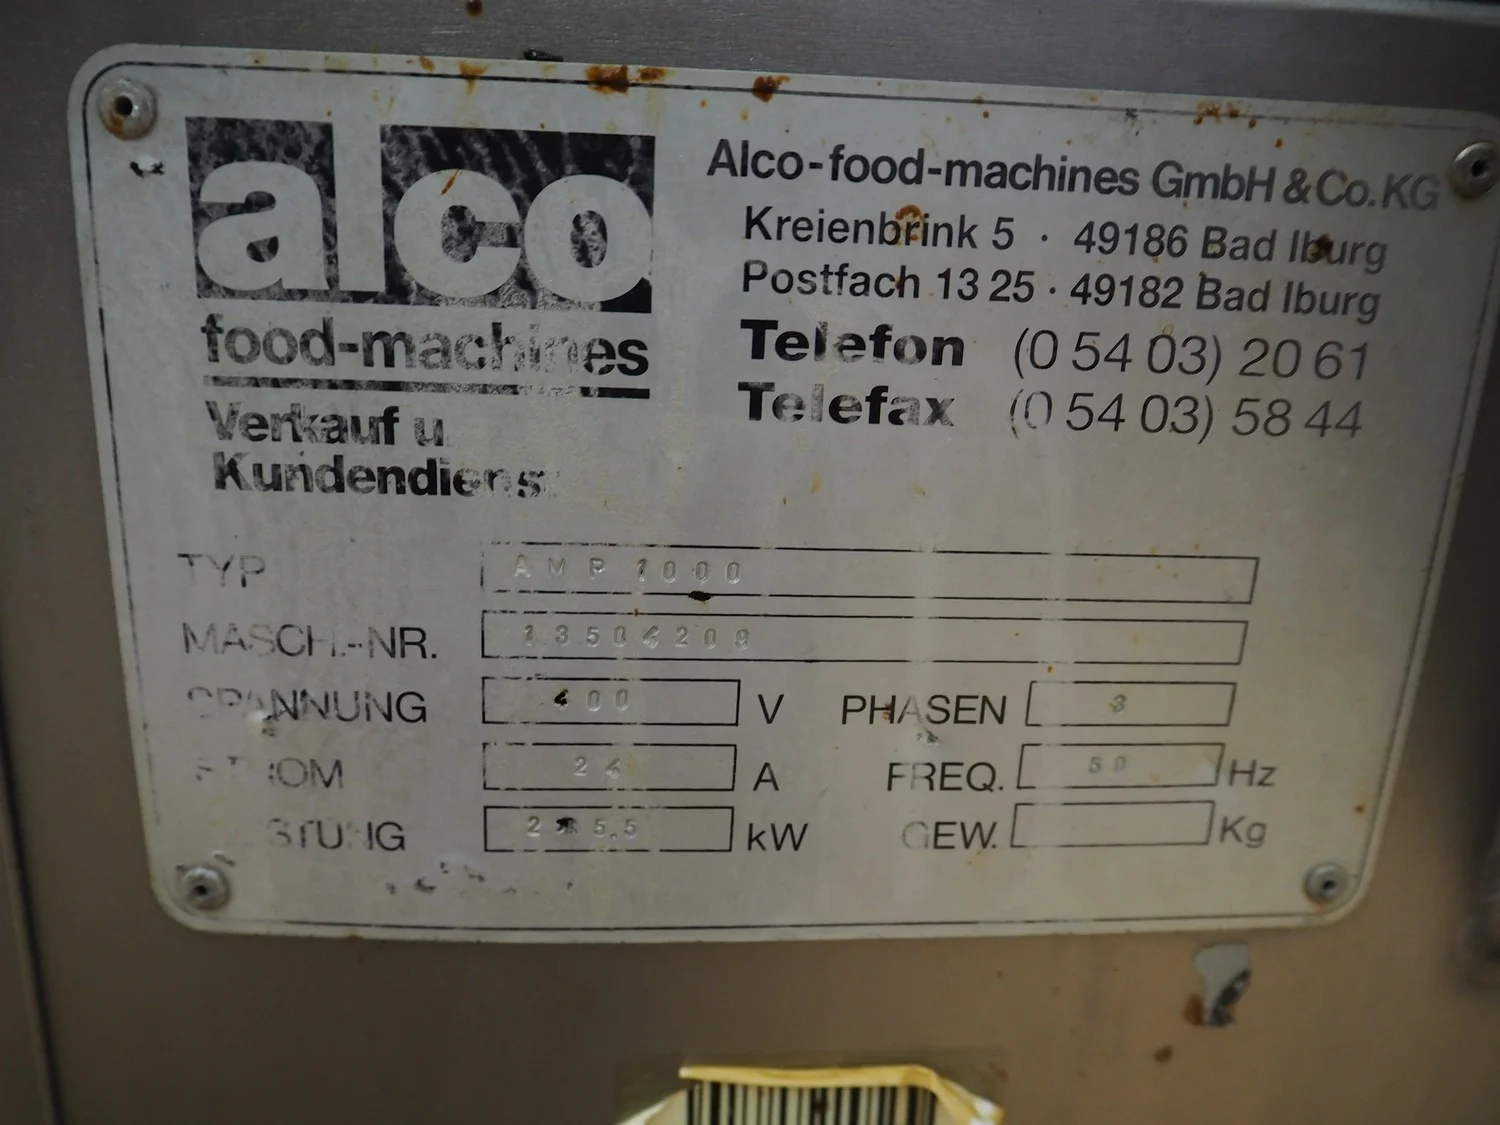 alco
food-machines
Verkauf u.
Kundendiens
Alco-food-machines GmbH & Co. KG
Kreienbrink 5 · 49186 Bad Iburg
Postfach 13 25 · 49182 Bad Iburg
Telefon (0 54 03) 20 61
Telefax (0 54 03) 58 44
TYP AMP 1000
MASCH.-NR.
SPANNUNG 400 V PHASEN 3
STROM A FREQ. 50 Hz
kW GEW. Kg